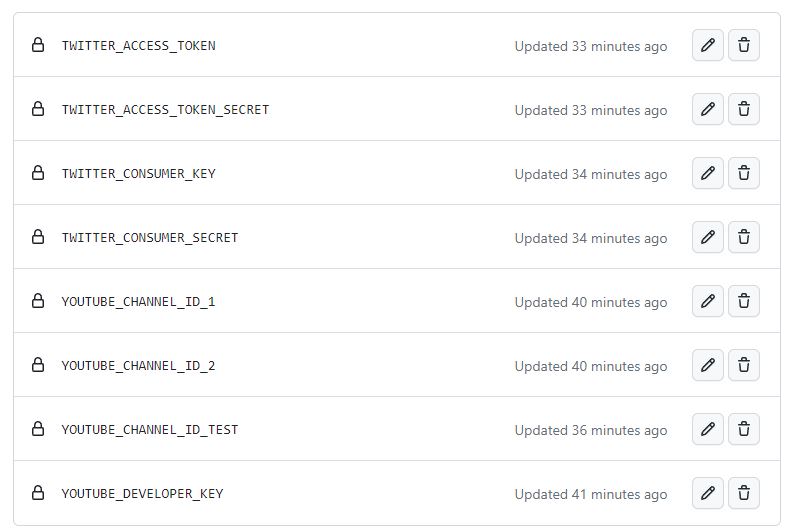 TWITTER_ACCESS_TOKEN Updated 33 minutes ago
TWITTER_ACCESS_TOKEN_SECRET Updated 33 minutes ago
TWITTER_CONSUMER_KEY Updated 34 minutes ago
TWITTER_CONSUMER_SECRET Updated 34 minutes ago
YOUTUBE_CHANNEL_ID_1 Updated 40 minutes ago
YOUTUBE_CHANNEL_ID_2 Updated 40 minutes ago
YOUTUBE_CHANNEL_ID_TEST Updated 36 minutes ago
YOUTUBE_DEVELOPER_KEY Updated 41 minutes ago